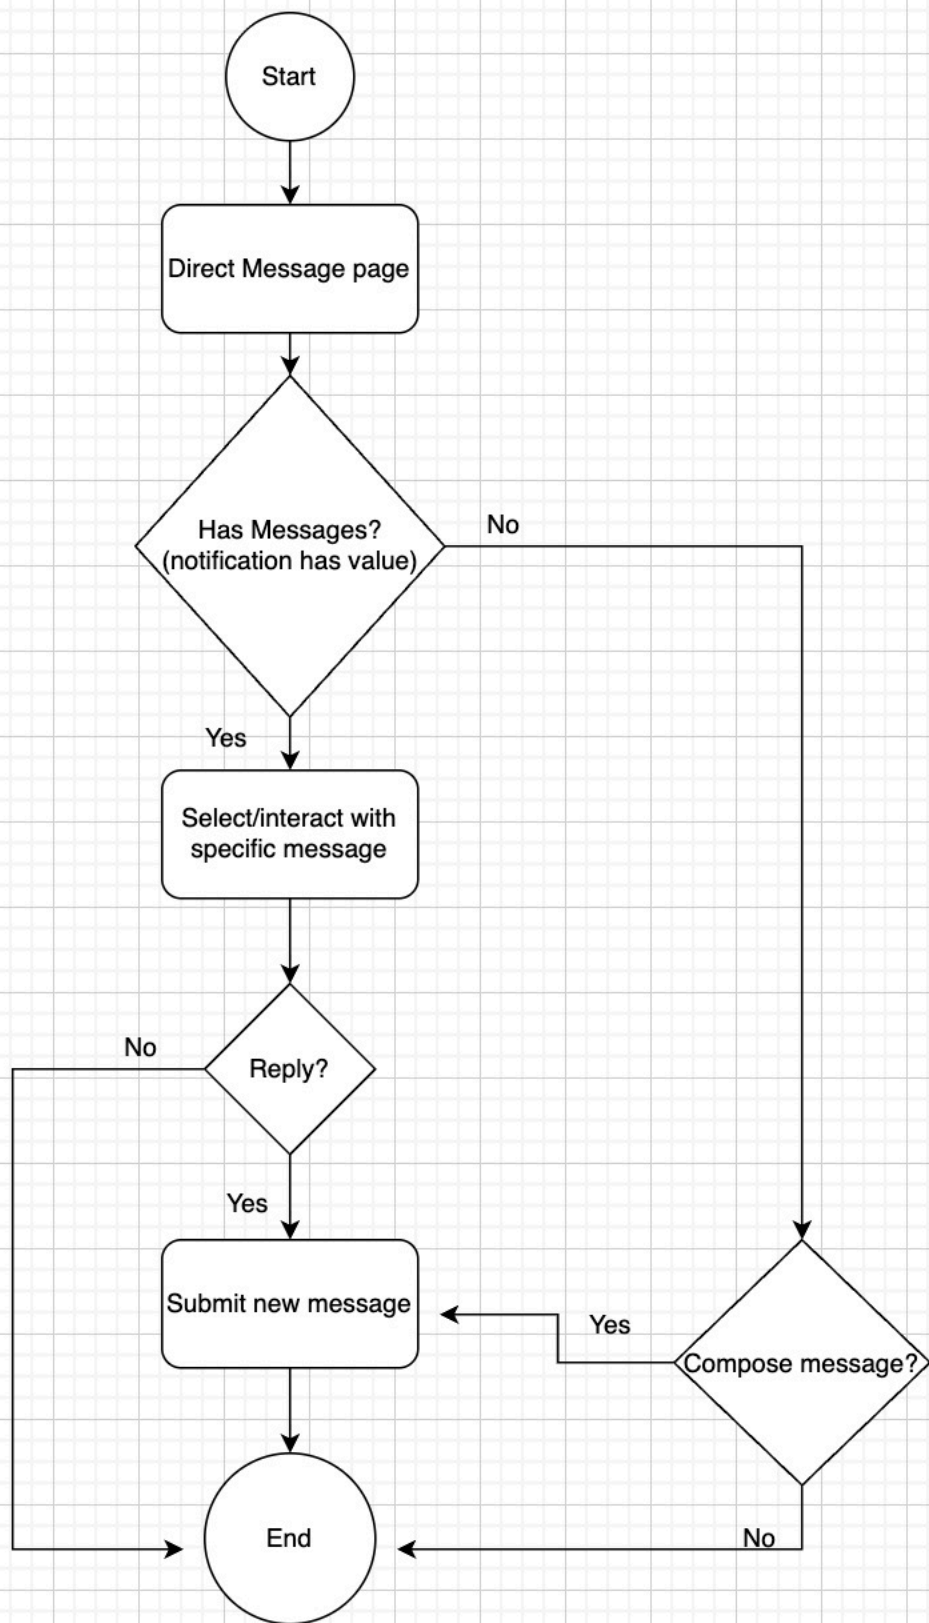 Start
Direct Message page
Has Messages?
(notification has value)
No
Yes
Select/interact with
specific message
No
Reply?
Yes
Submit new message
Yes
Compose message?
End
No